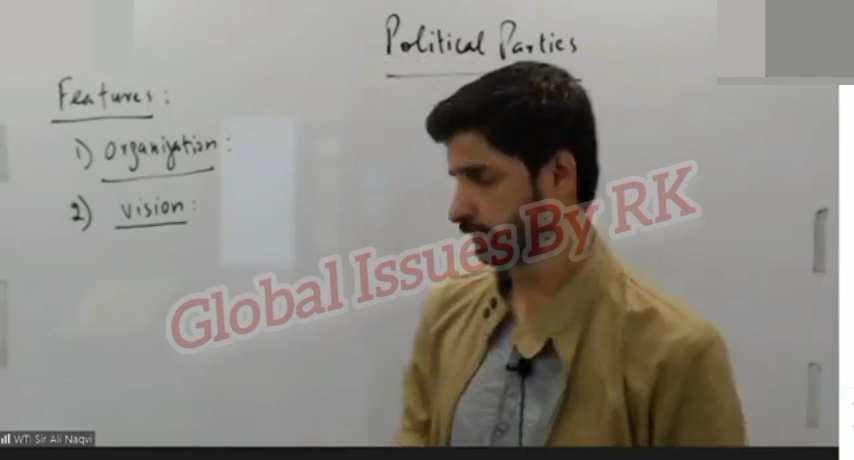 Political Parties
Features:
1) Organization:
2) Vision:
Global Issues By RK
WTI Sir Ali Naqvi